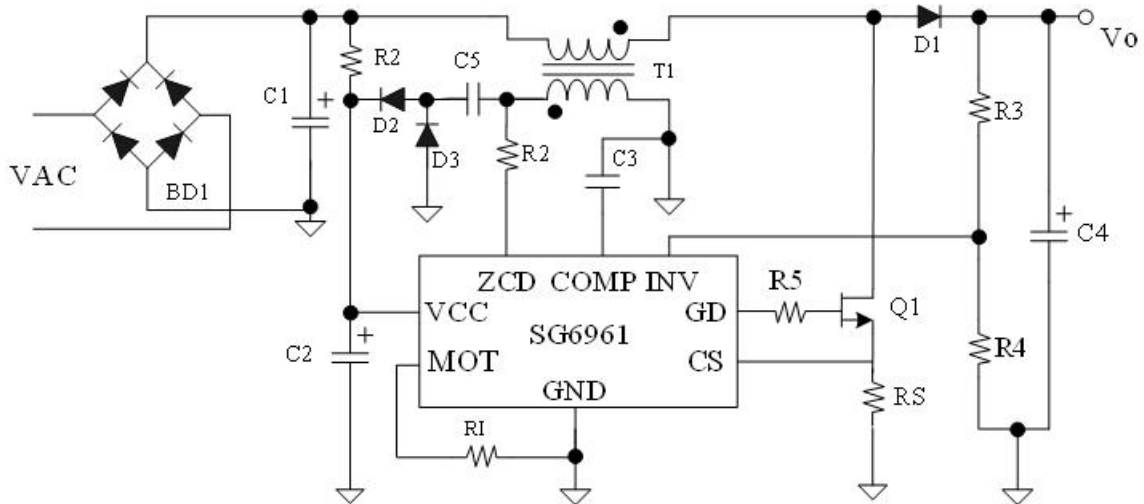 D1
Vo
R2
C5
T1
C1
+
D2
R3
D3
R2
C3
VAC
BD1
+
C4
ZCD COMP INV
R5
VCC
GD
Q1
+
SG6961
C2
MOT
CS
R4
GND
RS
RI